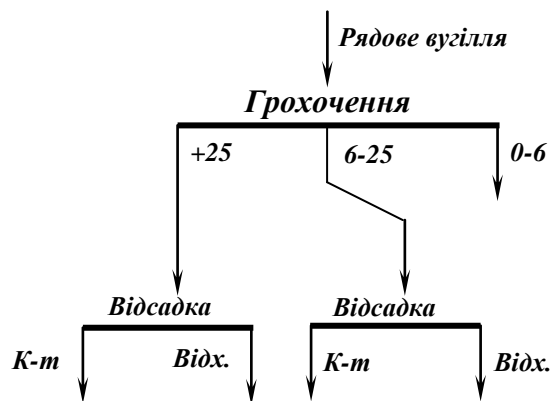 Рядове вугілля
Грохочення
+25 6-25 0-6
Відсадка Відсадка
К-т Відх. К-т Відх.